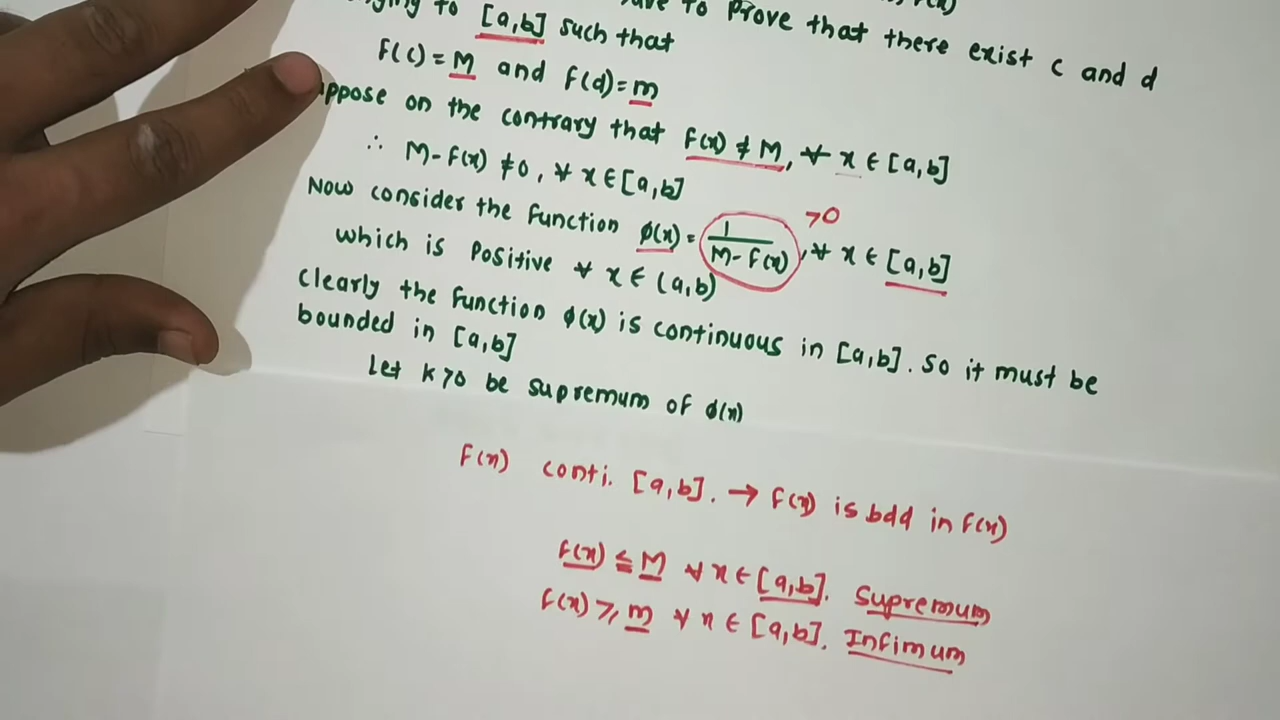 to Prove that there exist c and d
to [a,b] such that
F(c) = M and f(d) = m
ppose on the contrary that f(x) ≠ M, ∀ x ∈ [a,b]
∴ M-f(x) ≠0, ∀ x ∈ [a,b]
Now consider the function ϕ(x) = 1/(M-f(x)), ∀ x ∈ [a,b] >0
which is Positive ∀ x ∈ (a,b)
clearly the function ϕ(x) is continuous in [a,b]. So it must be
bounded in [a,b]
Let K>0 be supremum of ϕ(x)
F(x) conti. [a,b]. → f(x) is bdd in f(x)
f(x) ≤ M ∀ x ∈ [a,b]. Supremum
f(x) ≥ m ∀ x ∈ [a,b]. Infimum